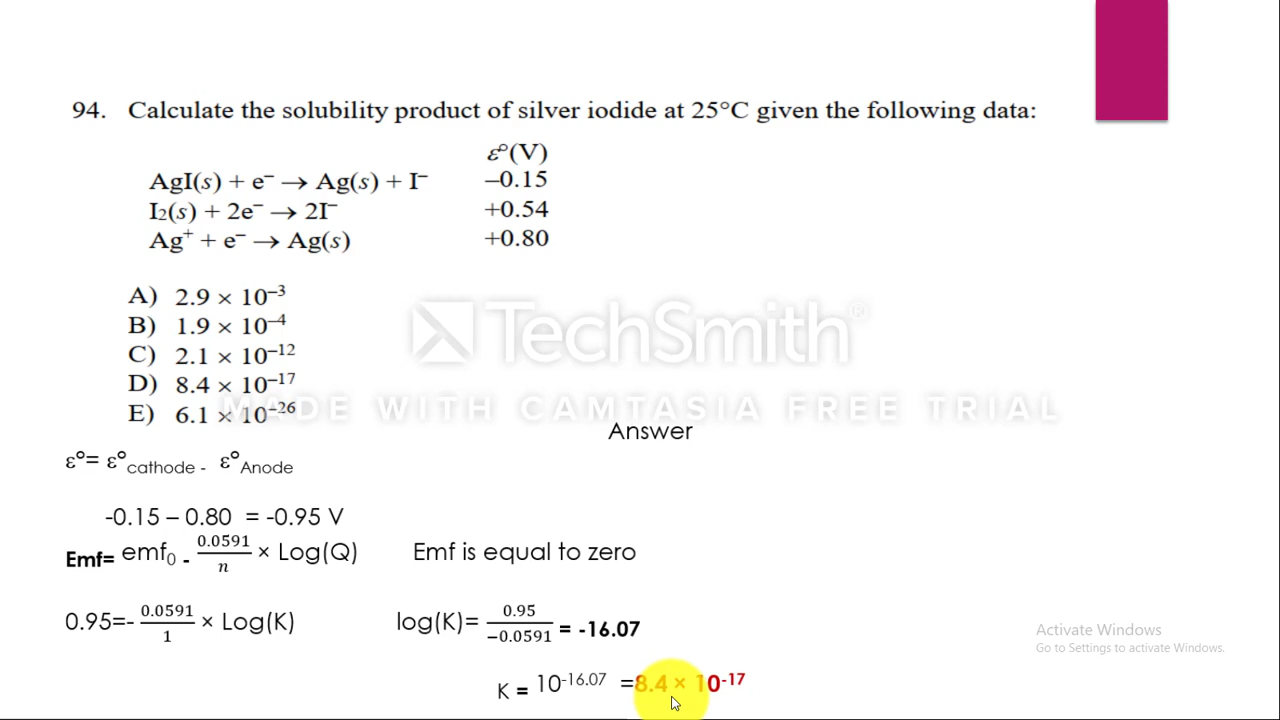 94. Calculate the solubility product of silver iodide at 25°C given the following data:
ℰ°(V)
AgI(s) + e⁻ → Ag(s) + I⁻ –0.15
I₂(s) + 2e⁻ → 2I⁻ +0.54
Ag⁺ + e⁻ → Ag(s) +0.80
A) 2.9 × 10⁻³
B) 1.9 × 10⁻⁴
C) 2.1 × 10⁻¹²
D) 8.4 × 10⁻¹⁷
E) 6.1 × 10⁻²⁶
TechSmith®
MADE WITH CAMTASIA FREE TRIAL
Answer
ε°= ε°cathode - ε°Anode
-0.15 – 0.80 = -0.95 V
Emf= emf₀ - 0.0591/n × Log(Q) Emf is equal to zero
0.95=- 0.0591/1 × Log(K) log(K)= 0.95/−0.0591 = -16.07
K = 10⁻¹⁶·⁰⁷ =8.4 × 10⁻¹⁷
Activate Windows
Go to Settings to activate Windows.